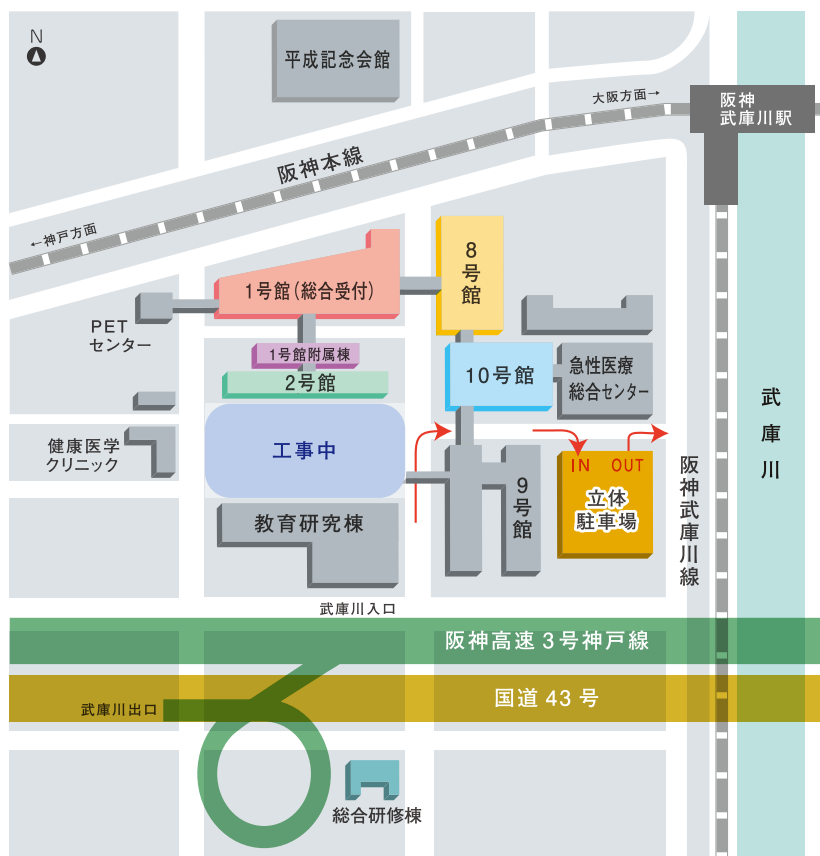 N
平成記念会館
大阪方面→
阪神
武庫川駅
阪神本線
←神戸方面
8号館
1号館(総合受付)
PET
センター
1号館附属棟
2号館
10号館
急性医療
総合センター
武庫川
健康医学
クリニック
工事中
IN OUT
立体
駐車場
9号館
阪神武庫川線
教育研究棟
武庫川入口
阪神高速3号神戸線
国道43号
武庫川出口
総合研修棟